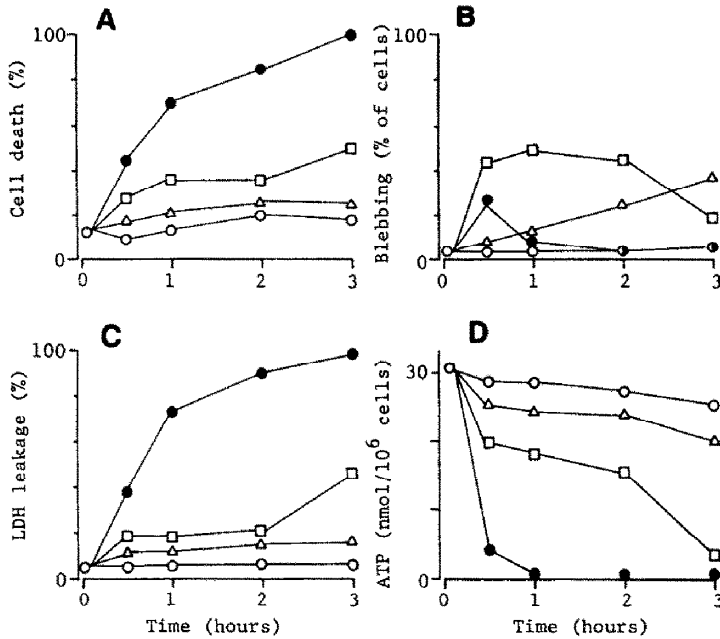 A
100
Cell death (%)
0
0 1 2 3
B
100
Blebbing (% of cells)
0
0 1 2 3
C
100
LDH leakage (%)
0
0 1 2 3
Time (hours)
D
30
ATP (nmol/10⁶ cells)
0
0 1 2 3
Time (hours)